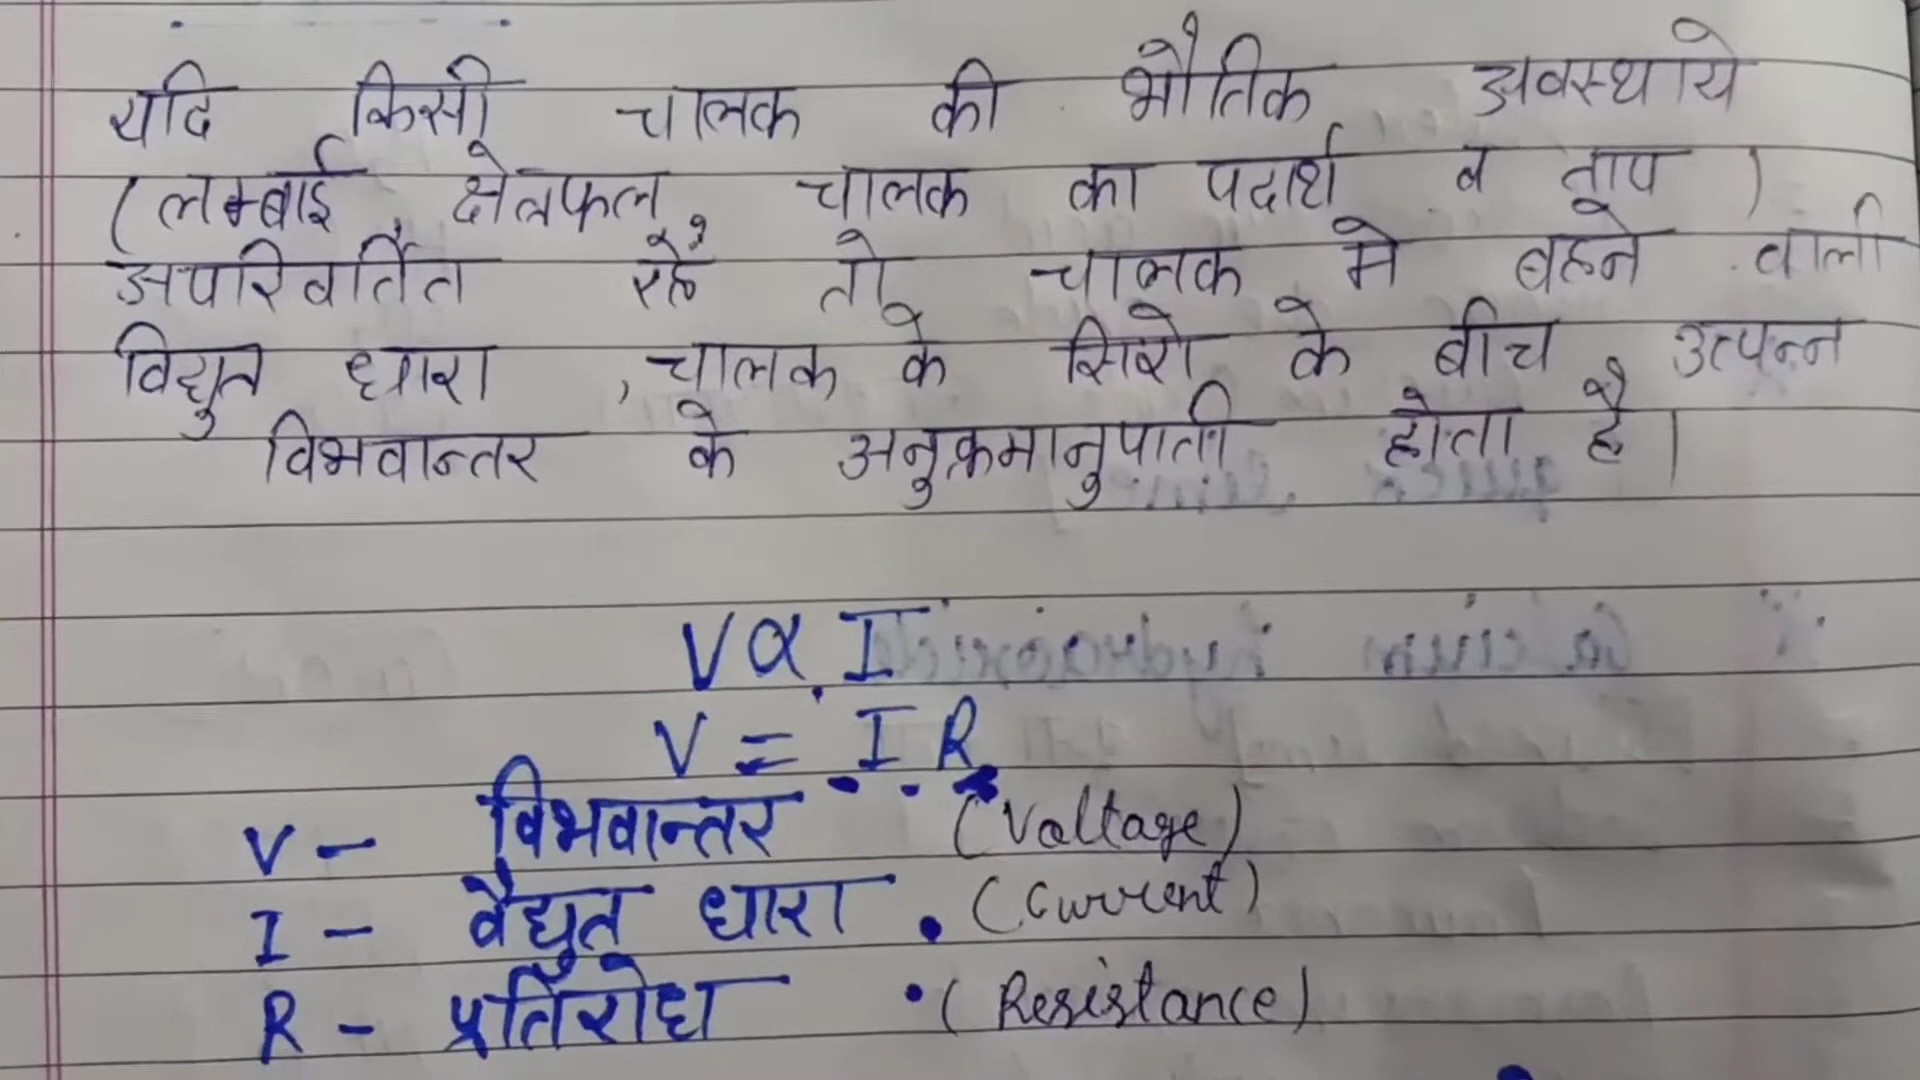 यदि किसी चालक की भौतिक अवस्थाये
(लम्बाई क्षेत्रफल, चालक का पदार्थ व ताप)
अपरिवर्तित रहें तो चालक मे बहने वाली
विद्युत धारा, चालक के सिरो के बीच उत्पन्न
विभवान्तर के अनुक्रमानुपाती होता है।
V ∝ I
V = I R
V – विभवान्तर (Voltage)
I – वैद्युत धारा (Current)
R – प्रतिरोध (Resistance)